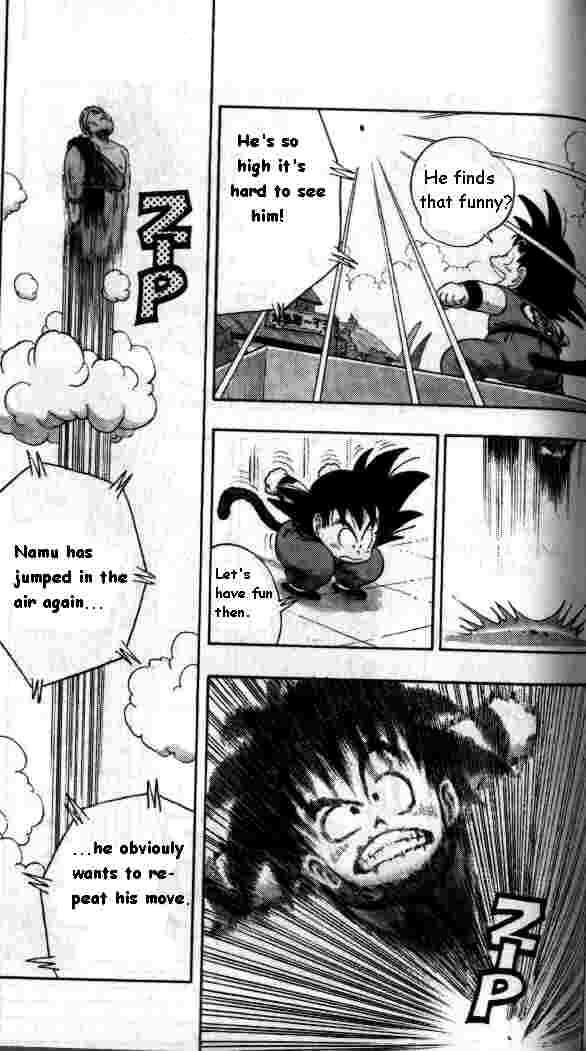 ZIP
Namu has
jumped in the
air again...
...he obviouly
wants to re-
peat his move.
He's so
high it's
hard to see
him!
He finds
that funny?
Let's
have fun
then.
ZIP